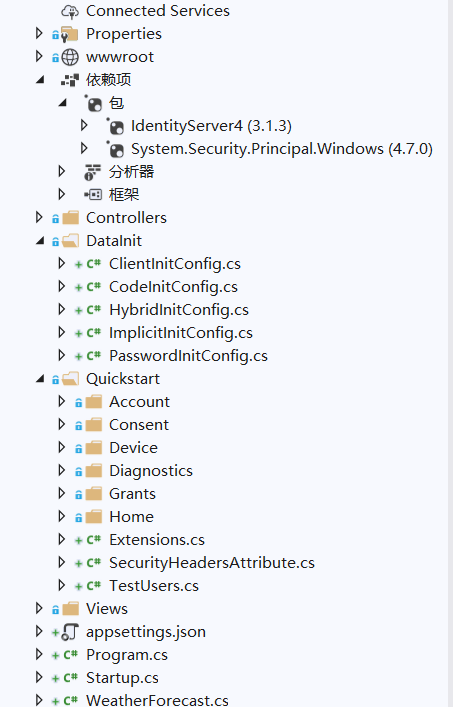 Connected Services
Properties
wwwroot
依赖项
包
IdentityServer4 (3.1.3)
System.Security.Principal.Windows (4.7.0)
分析器
框架
Controllers
DataInit
ClientInitConfig.cs
CodeInitConfig.cs
HybridInitConfig.cs
ImplicitInitConfig.cs
PasswordInitConfig.cs
Quickstart
Account
Consent
Device
Diagnostics
Grants
Home
Extensions.cs
SecurityHeadersAttribute.cs
TestUsers.cs
Views
appsettings.json
Program.cs
Startup.cs
WeatherForecast.cs